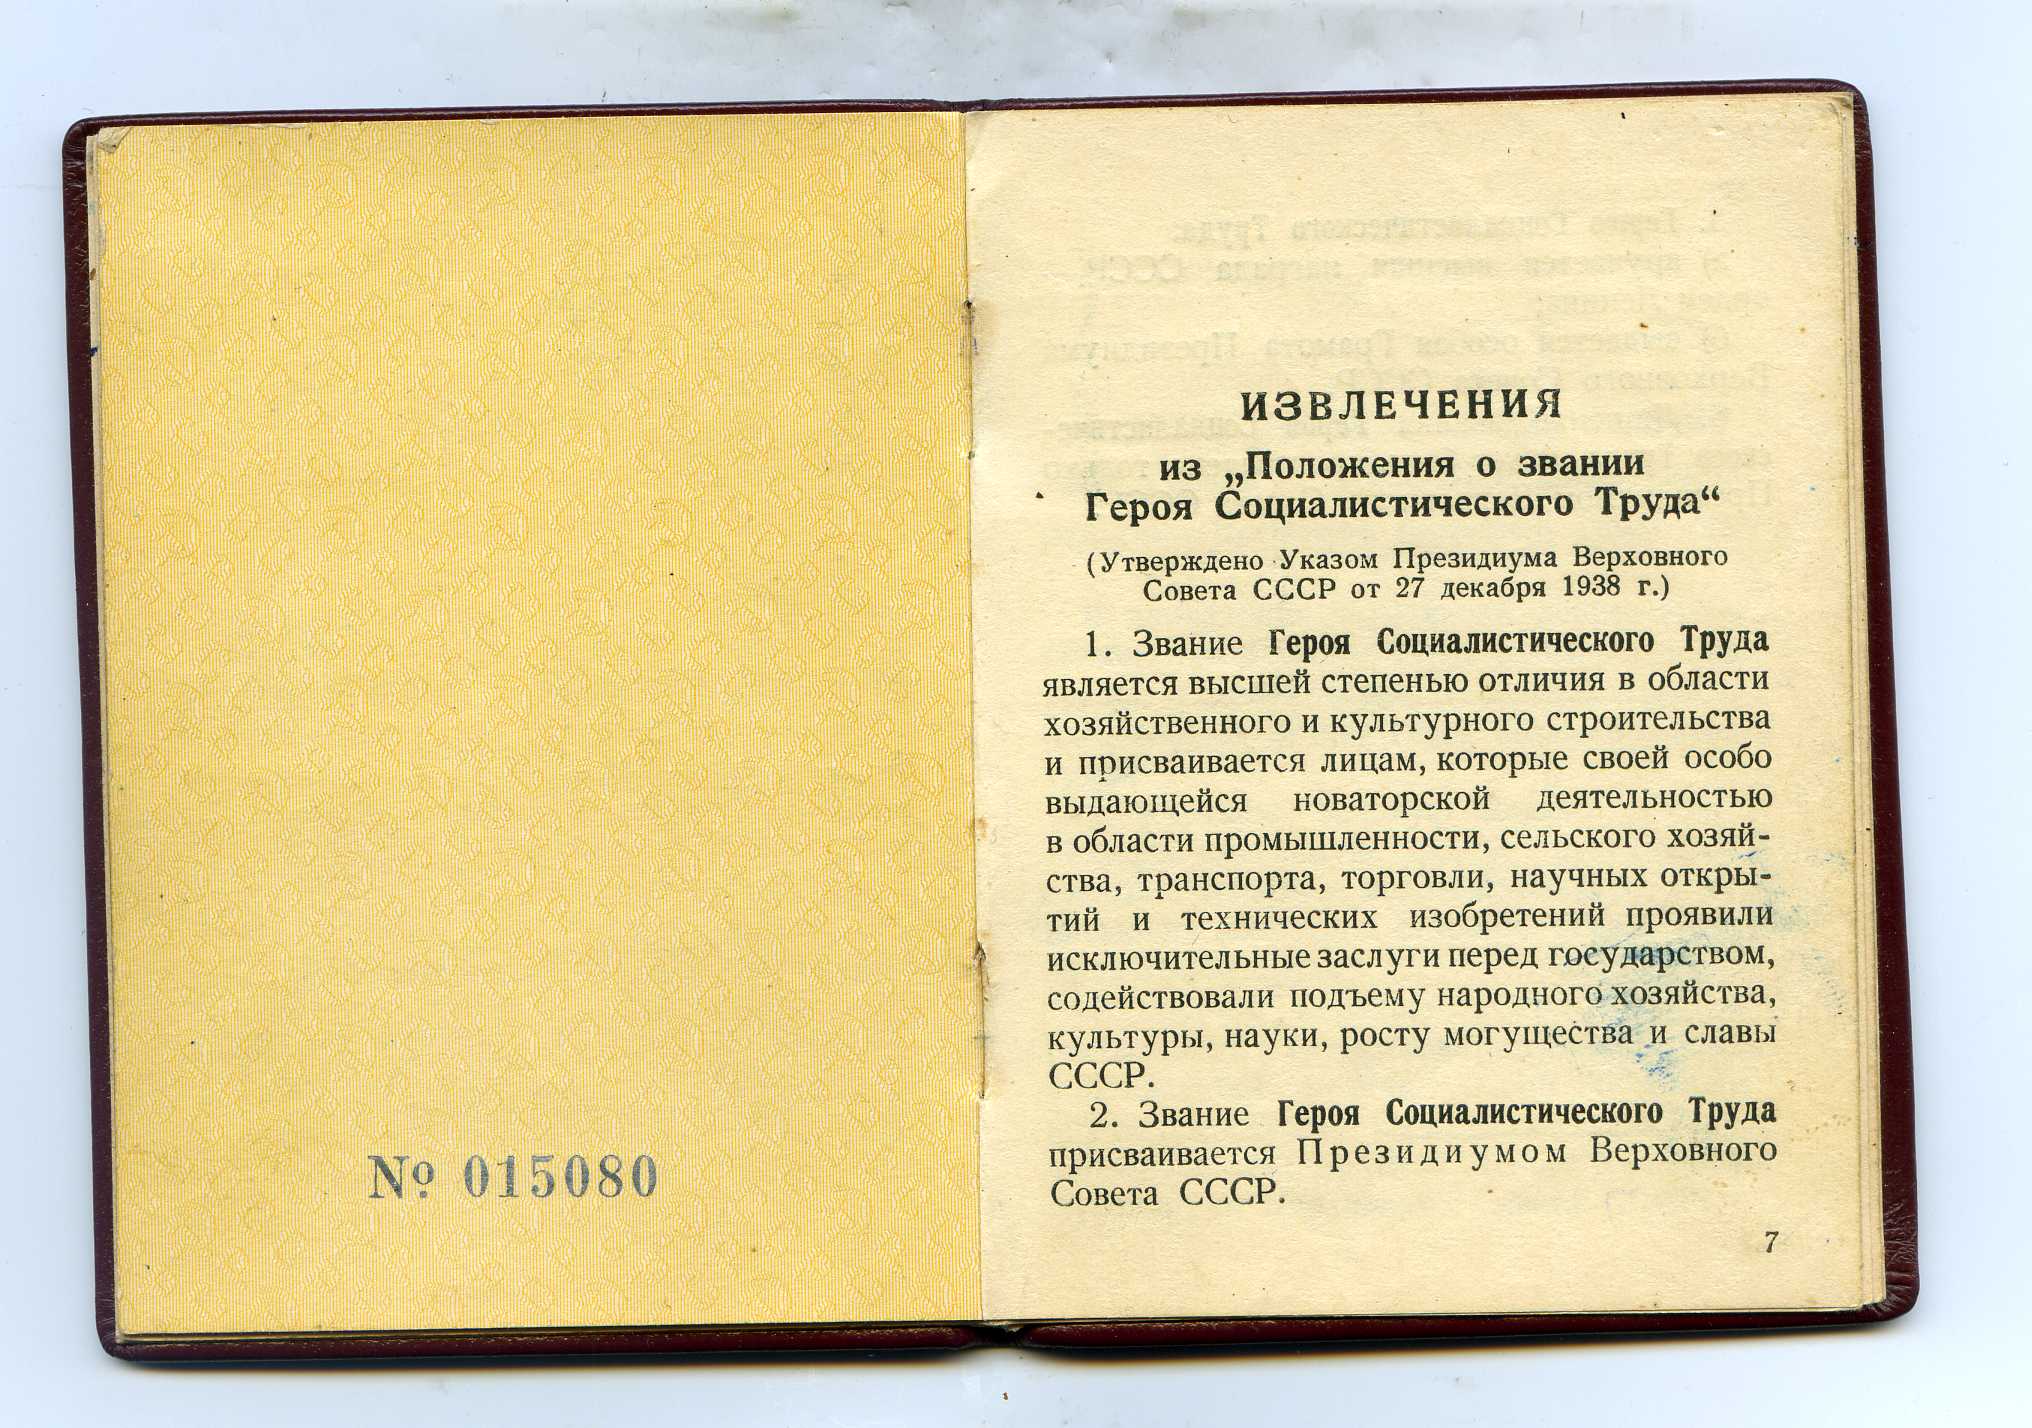 № 015080
ИЗВЛЕЧЕНИЯ
из „Положения о звании
Героя Социалистического Труда“
(Утверждено Указом Президиума Верховного
Совета СССР от 27 декабря 1938 г.)
1. Звание Героя Социалистического Труда
является высшей степенью отличия в области
хозяйственного и культурного строительства
и присваивается лицам, которые своей особо
выдающейся новаторской деятельностью
в области промышленности, сельского хозяй-
ства, транспорта, торговли, научных откры-
тий и технических изобретений проявили
исключительные заслуги перед государством,
содействовали подъему народного хозяйства,
культуры, науки, росту могущества и славы
СССР.
2. Звание Героя Социалистического Труда
присваивается Президиумом Верховного
Совета СССР.
7